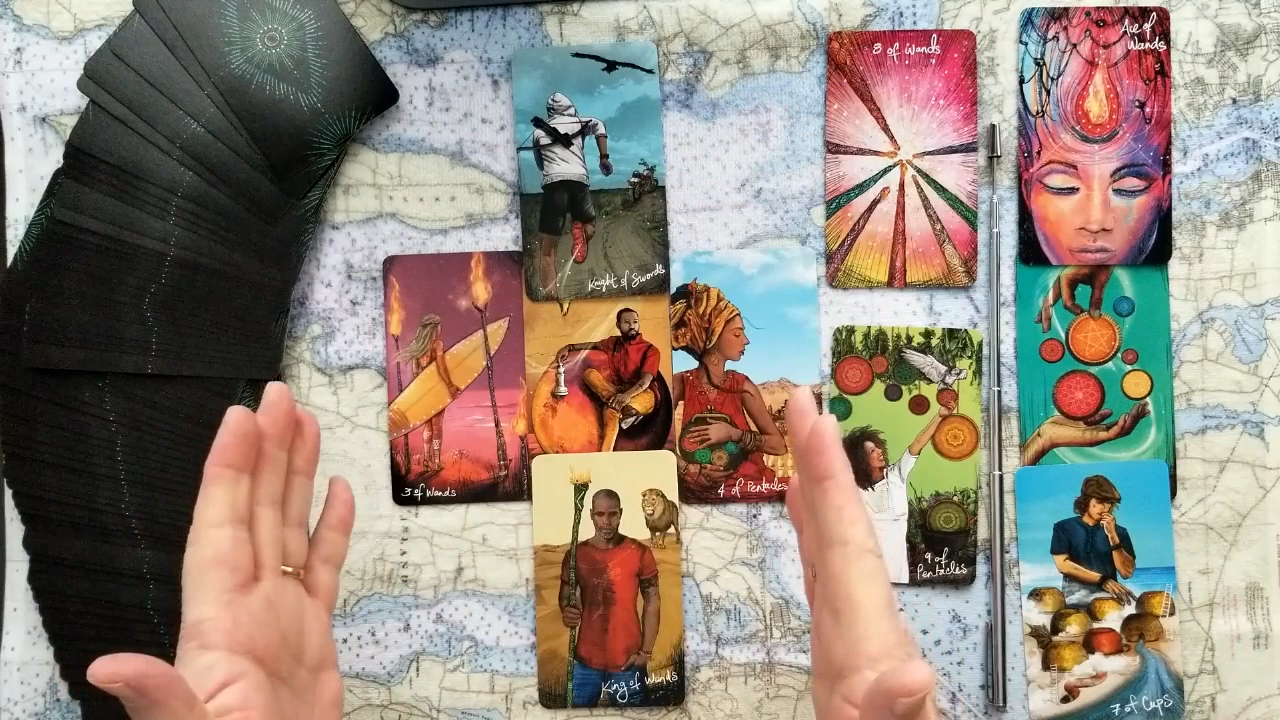 8 of Wands
Ace of
Wands
Knight of Swords
3 of Wands
4 of Pentacles
9 of
Pentacles
King of Wands
7 of Cups